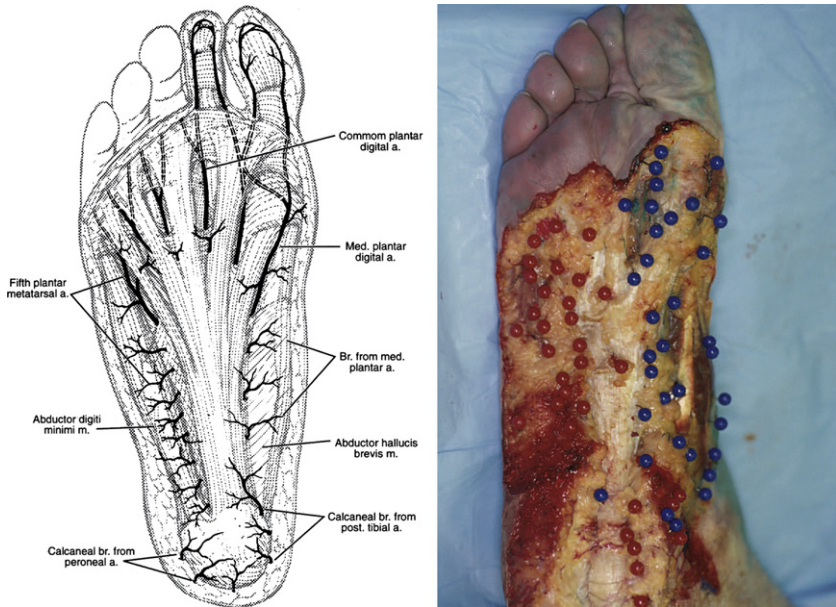 Commom plantar
digital a.
Med. plantar
digital a.
Fifth plantar
metatarsal a.
Br. from med.
plantar a.
Abductor digiti
minimi m.
Abductor hallucis
brevis m.
Calcaneal br. from
post. tibial a.
Calcaneal br. from
peroneal a.